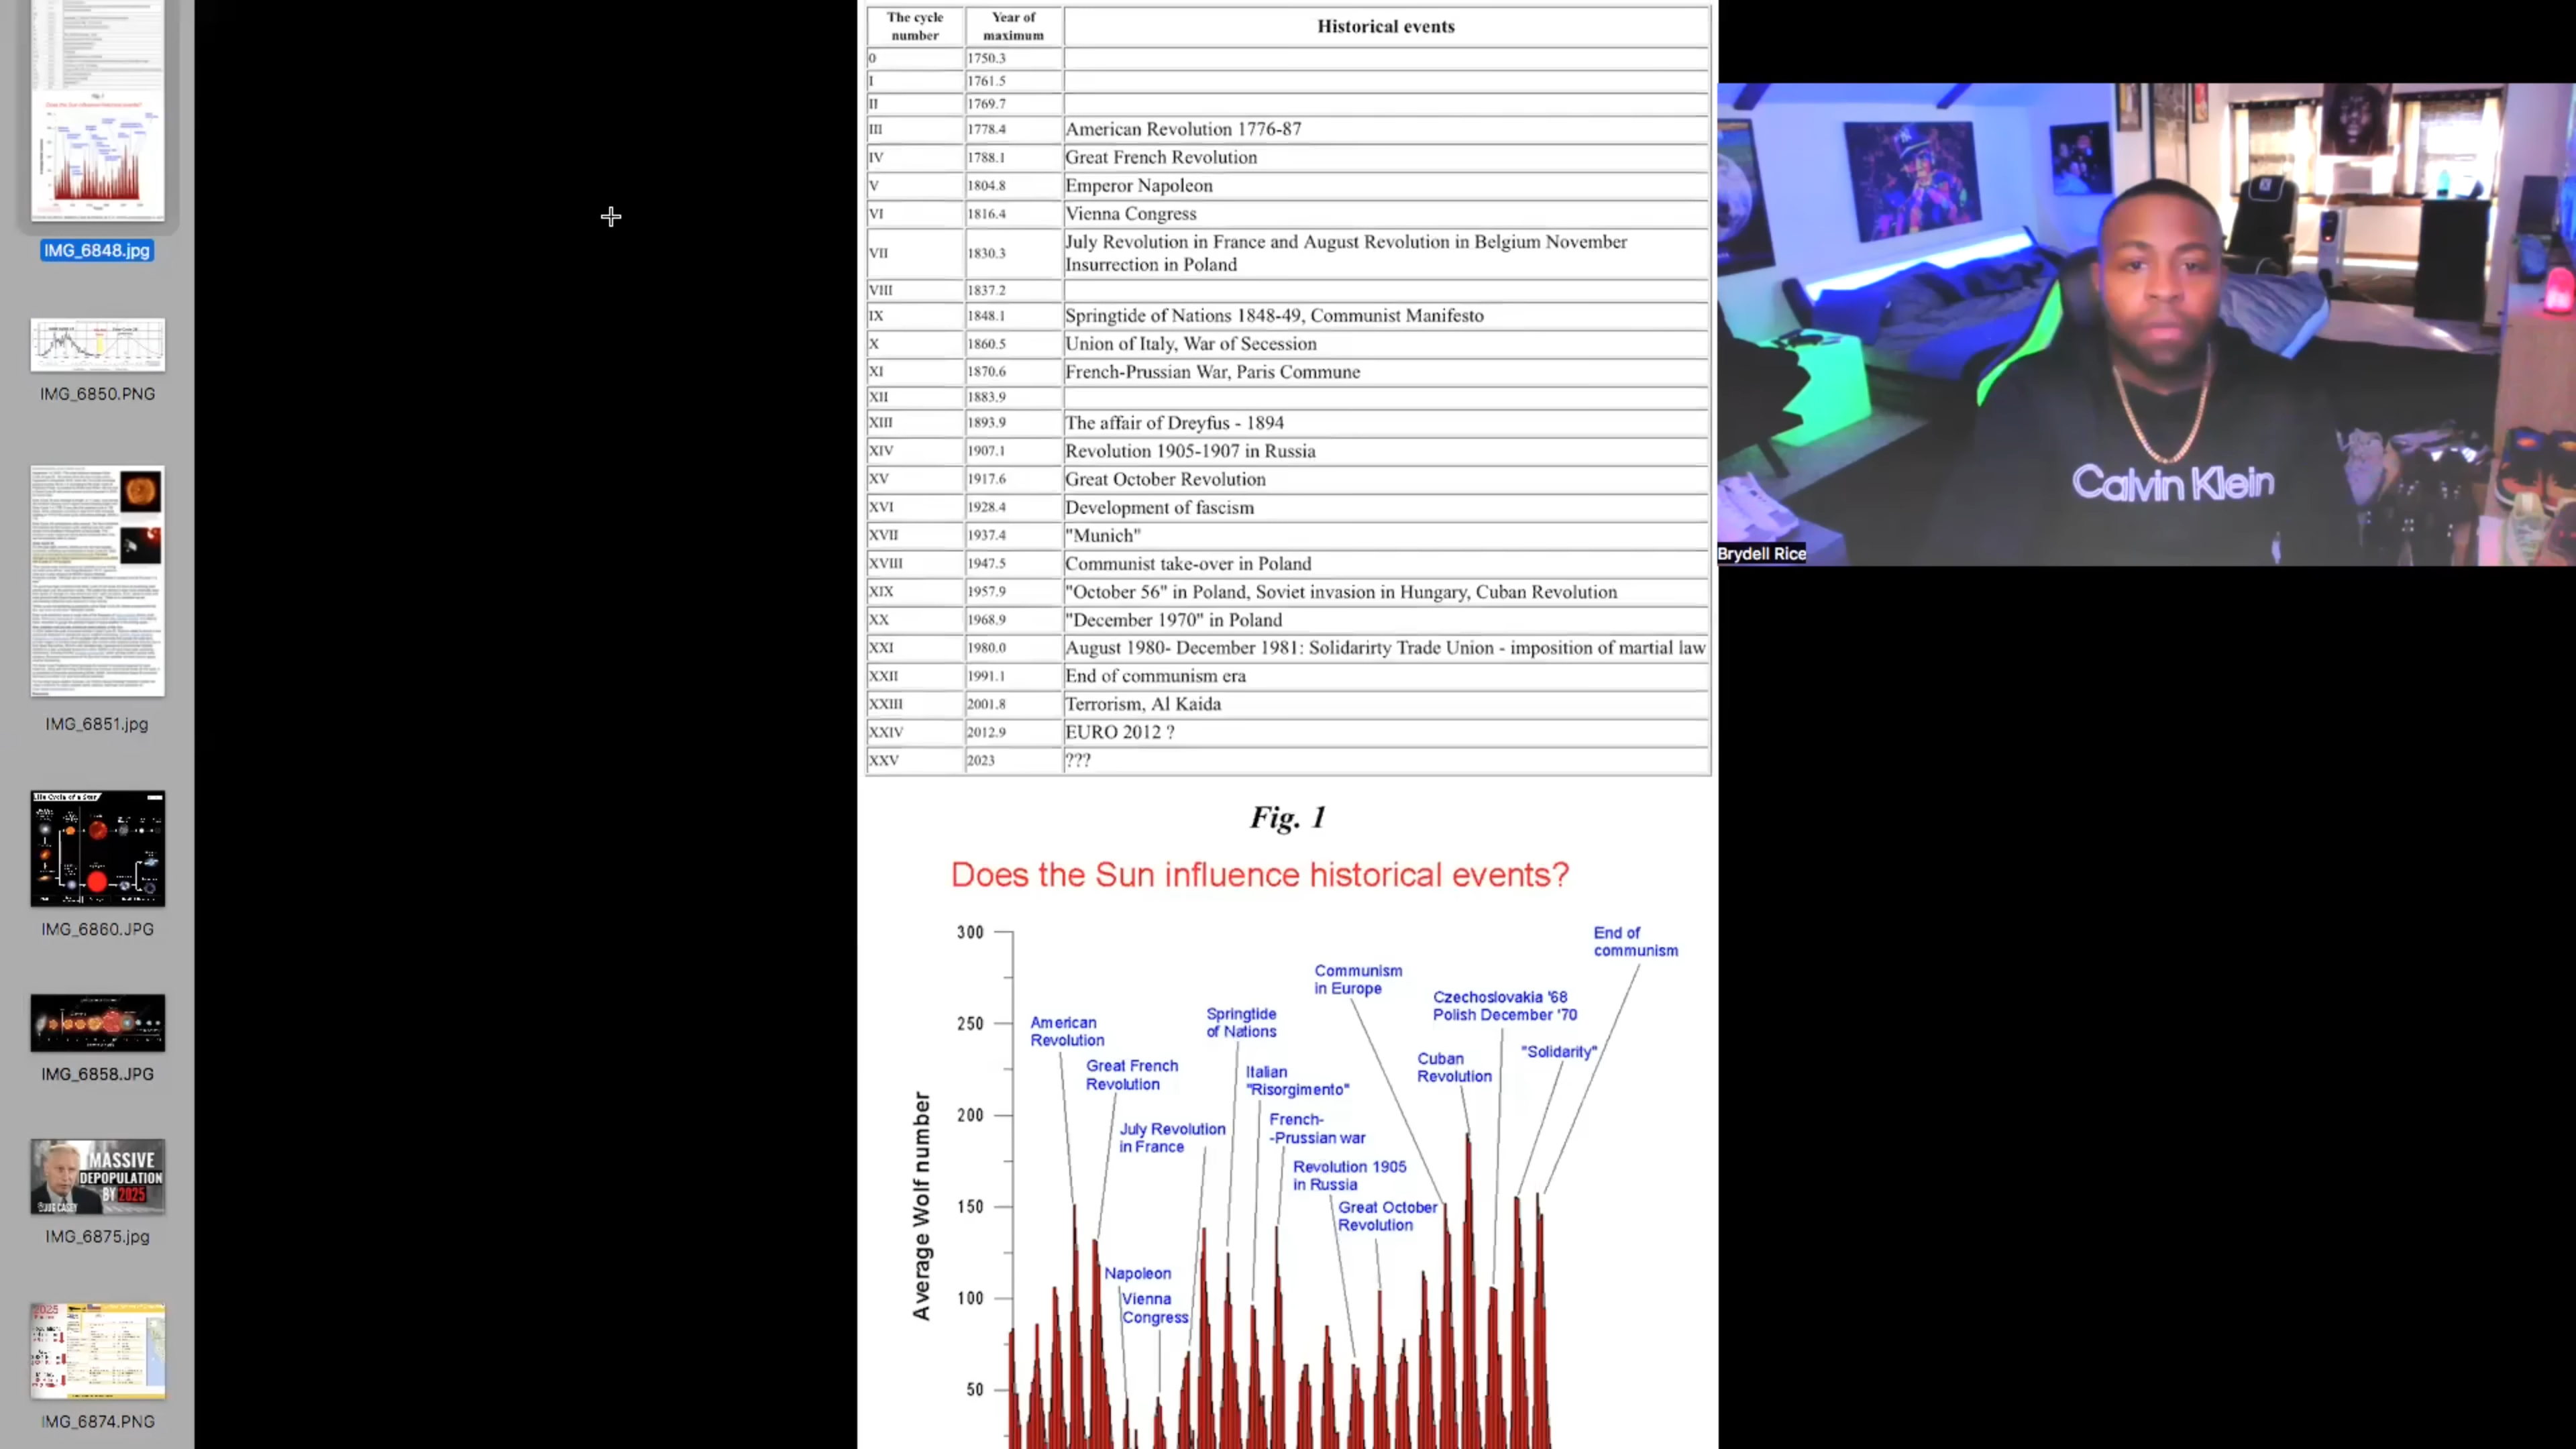 The cycle number Year of maximum Historical events
0 1750.3
I 1761.5
II 1769.7
III 1778.4 American Revolution 1776-87
IV 1788.1 Great French Revolution
V 1804.8 Emperor Napoleon
VI 1816.4 Vienna Congress
VII 1830.3 July Revolution in France and August Revolution in Belgium November
Insurrection in Poland
VIII 1837.2
IX 1848.1 Springtide of Nations 1848-49, Communist Manifesto
X 1860.5 Union of Italy, War of Secession
XI 1870.6 French-Prussian War, Paris Commune
XII 1883.9
XIII 1893.9 The affair of Dreyfus - 1894
XIV 1907.1 Revolution 1905-1907 in Russia
XV 1917.6 Great October Revolution
XVI 1928.4 Development of fascism
XVII 1937.4 "Munich"
XVIII 1947.5 Communist take-over in Poland
XIX 1957.9 "October 56" in Poland, Soviet invasion in Hungary, Cuban Revolution
XX 1968.9 "December 1970" in Poland
XXI 1980.0 August 1980- December 1981: Solidarirty Trade Union - imposition of martial law
XXII 1991.1 End of communism era
XXIII 2001.8 Terrorism, Al Kaida
XXIV 2012.9 EURO 2012 ?
XXV 2023 ???
Fig. 1
Does the Sun influence historical events?
Average Wolf number
300
250
200
150
100
50
American
Revolution
Great French
Revolution
July Revolution
in France
Napoleon
Vienna
Congress
Springtide
of Nations
Italian
"Risorgimento"
French-
-Prussian war
Revolution 1905
in Russia
Great October
Revolution
Communism
in Europe
Cuban
Revolution
Czechoslovakia '68
Polish December '70
"Solidarity"
End of
communism
IMG_6848.jpg
IMG_6850.PNG
IMG_6851.jpg
Life Cycle of a Star
IMG_6860.JPG
IMG_6858.JPG
MASSIVE
DEPOPULATION
BY 2025
CASEY
IMG_6875.jpg
2025
IMG_6874.PNG
Calvin Klein
Brydell Rice